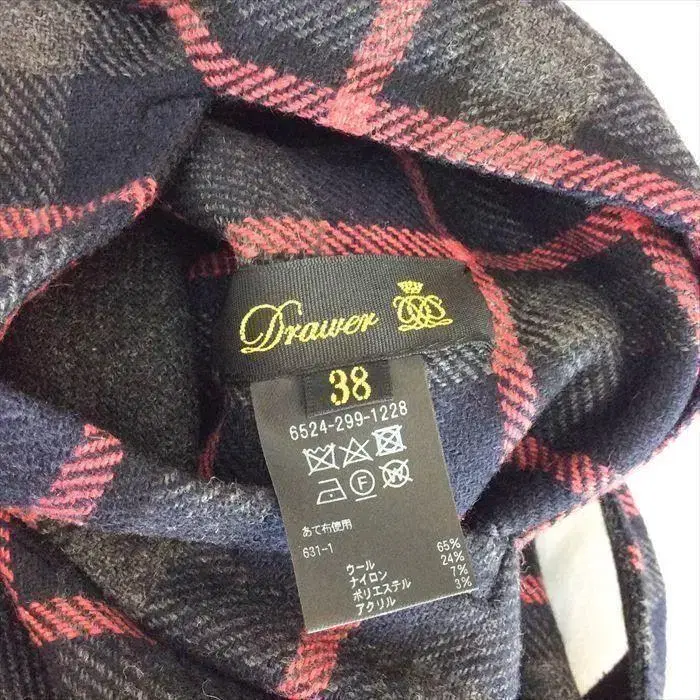 Drawer
38
6524-299-1228
F
W
あて布使用
631-1
65%
ウール 24%
ナイロン 7%
ポリエステル 3%
アクリル